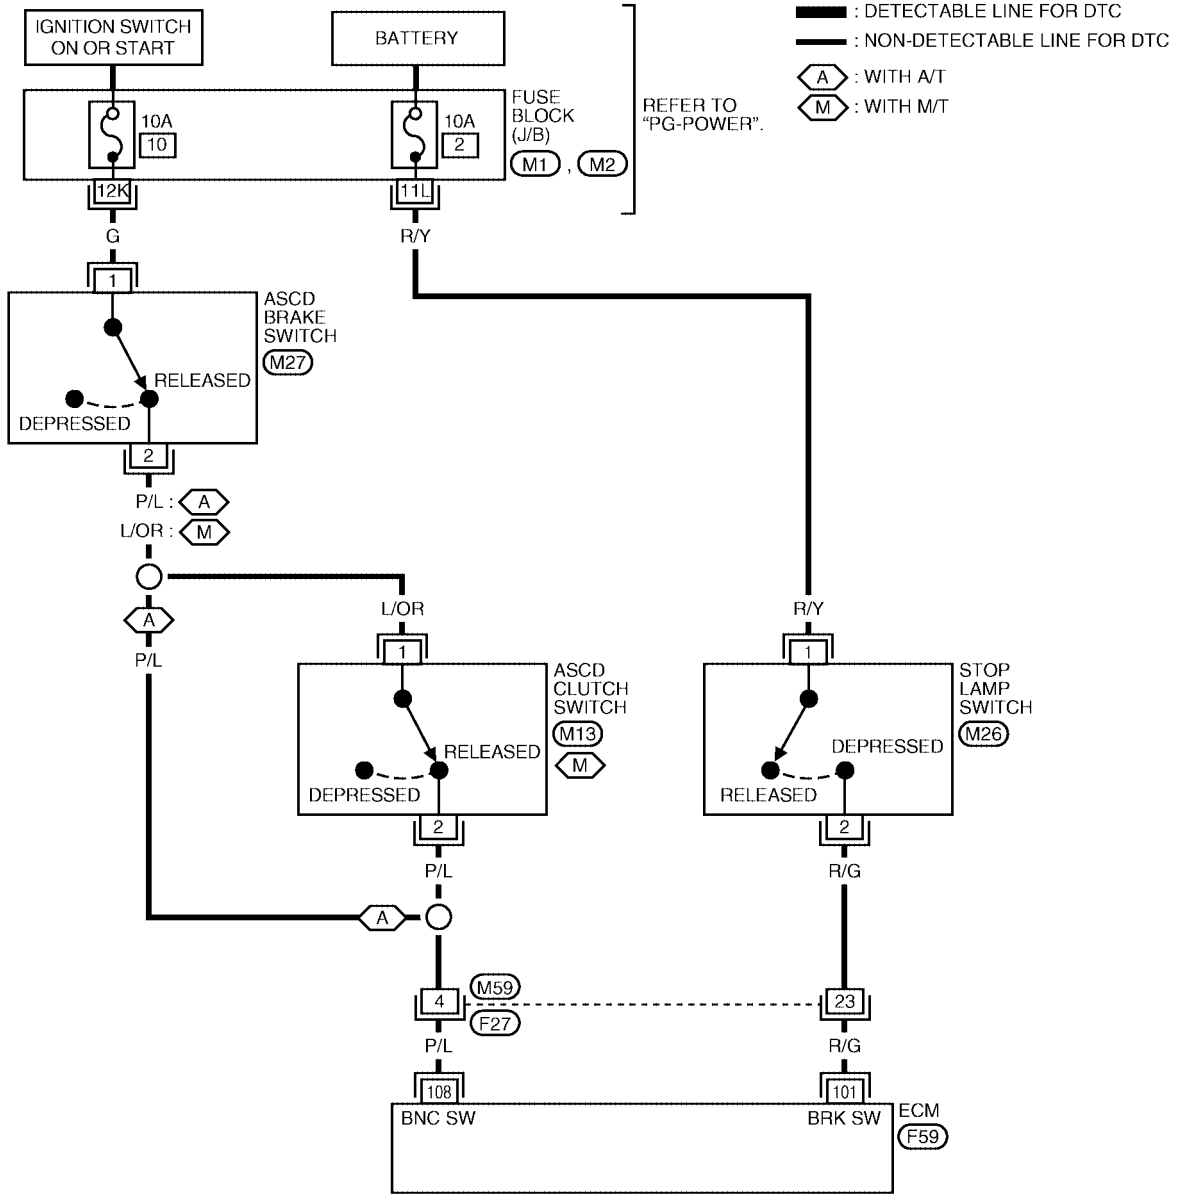 IGNITION SWITCH
ON OR START
BATTERY
: DETECTABLE LINE FOR DTC
: NON-DETECTABLE LINE FOR DTC
A : WITH A/T
M : WITH M/T
10A
10
10A
2
FUSE
BLOCK
(J/B)
M1 , M2
REFER TO
“PG-POWER”.
12K
11L
G
R/Y
1
ASCD
BRAKE
SWITCH
M27
RELEASED
DEPRESSED
2
P/L : A
L/OR : M
A
P/L
L/OR
R/Y
1
1
ASCD
CLUTCH
SWITCH
M13
M
RELEASED
DEPRESSED
STOP
LAMP
SWITCH
M26
DEPRESSED
RELEASED
2
2
P/L
R/G
A
4
M59
F27
23
P/L
R/G
108
101
BNC SW
BRK SW
ECM
F59